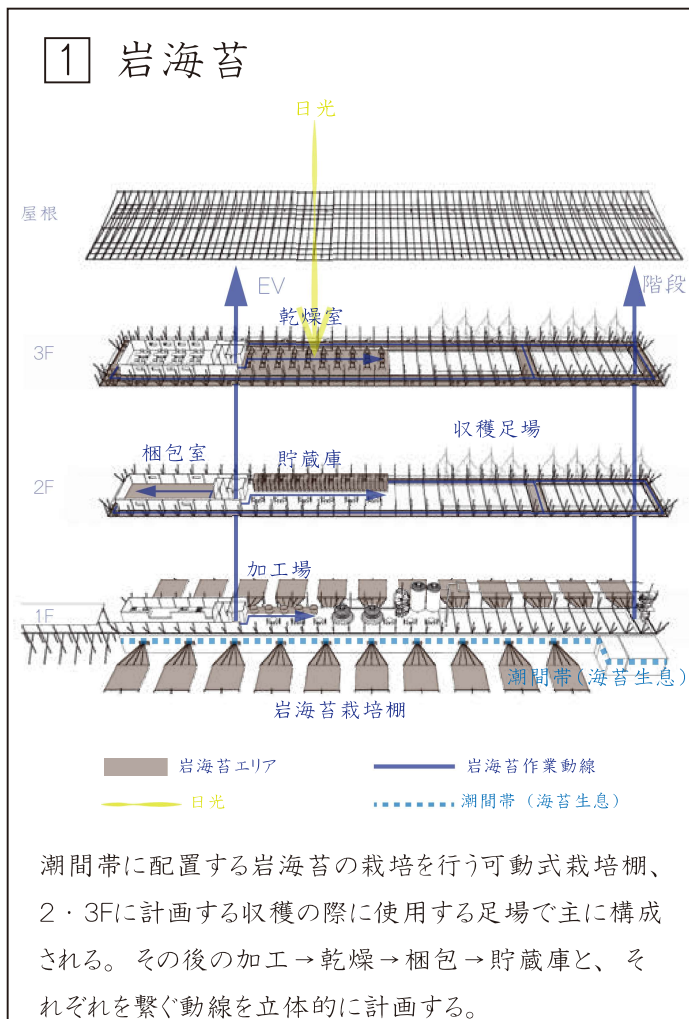 1 岩海苔
日光
屋根
EV
階段
乾燥室
3F
収穫足場
梱包室
貯蔵庫
2F
加工場
1F
潮間帯(海苔生息)
岩海苔栽培棚
岩海苔エリア
岩海苔作業動線
日光
潮間帯（海苔生息）
潮間帯に配置する岩海苔の栽培を行う可動式栽培棚、
2・3Fに計画する収穫の際に使用する足場で主に構成
される。その後の加工→乾燥→梱包→貯蔵庫と、そ
れぞれを繋ぐ動線を立体的に計画する。